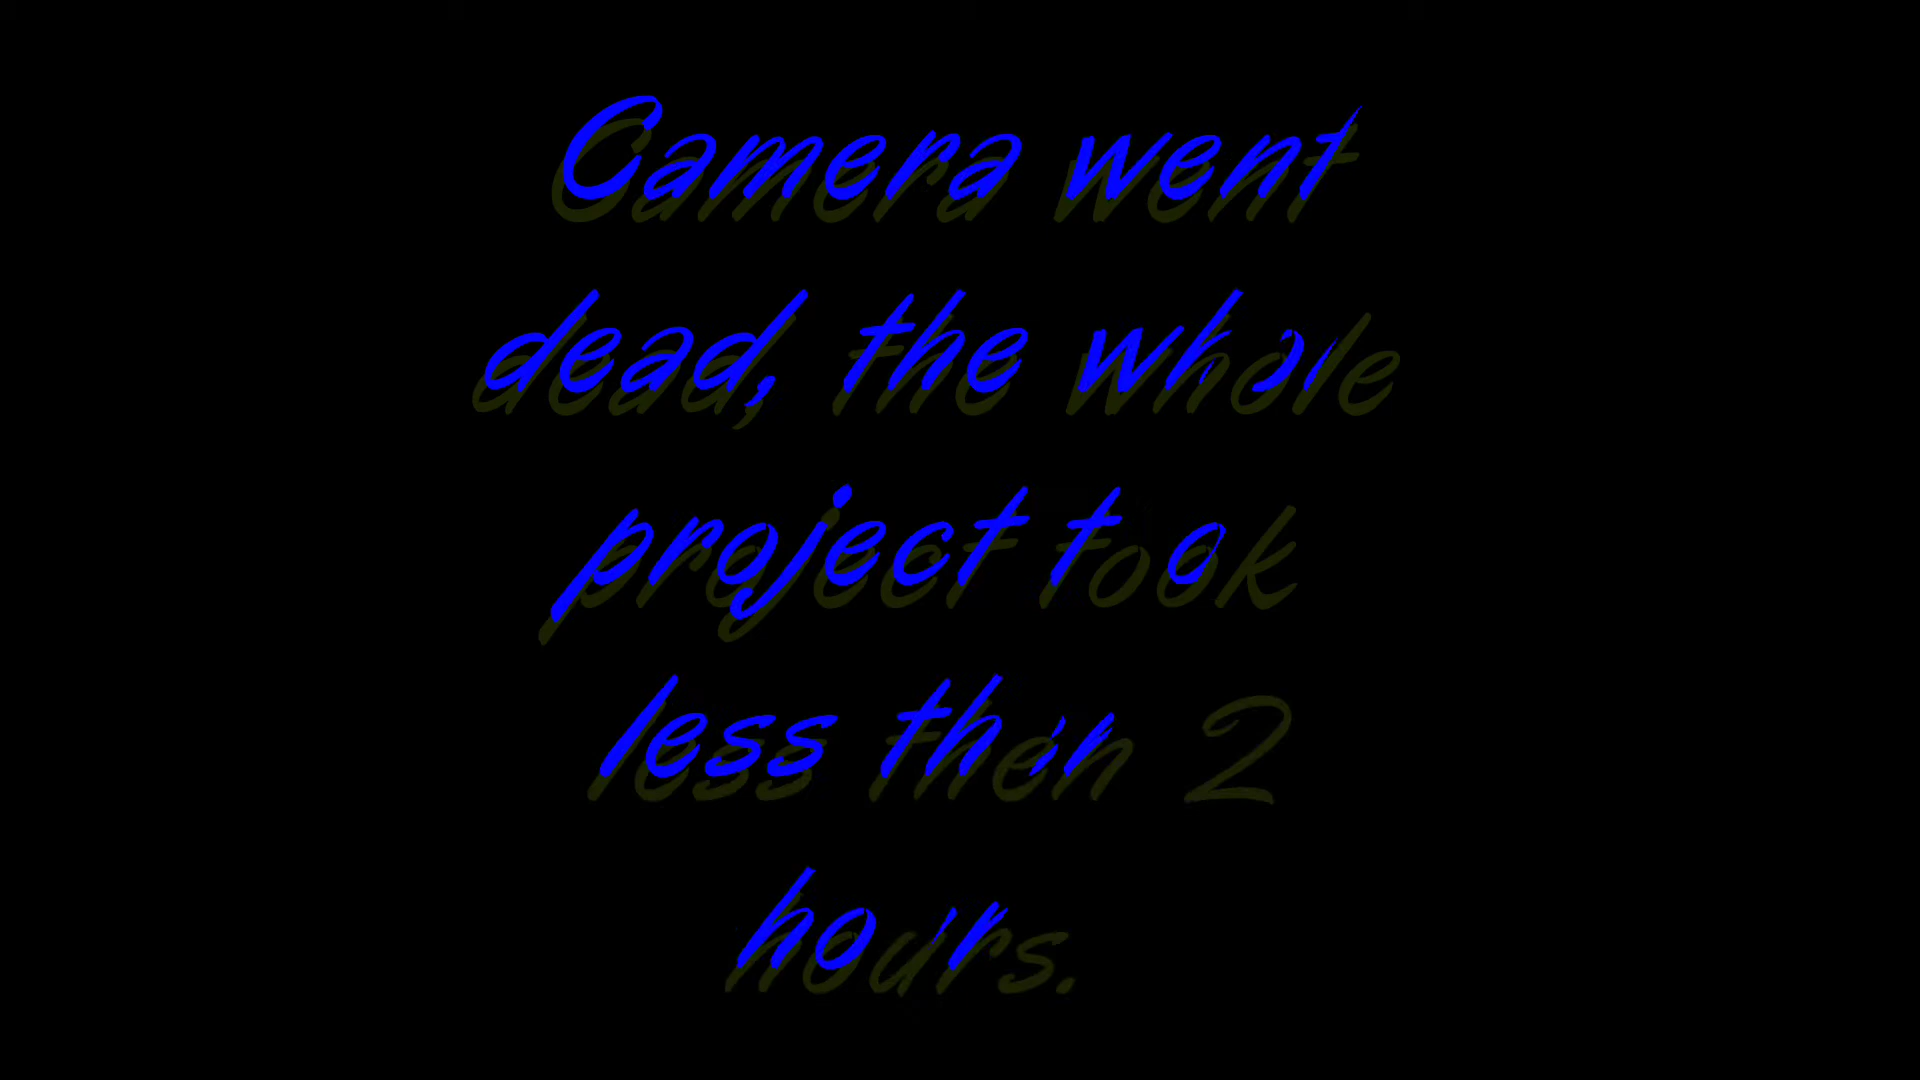 Camera went
dead, the whole
project took
less then 2
hours.